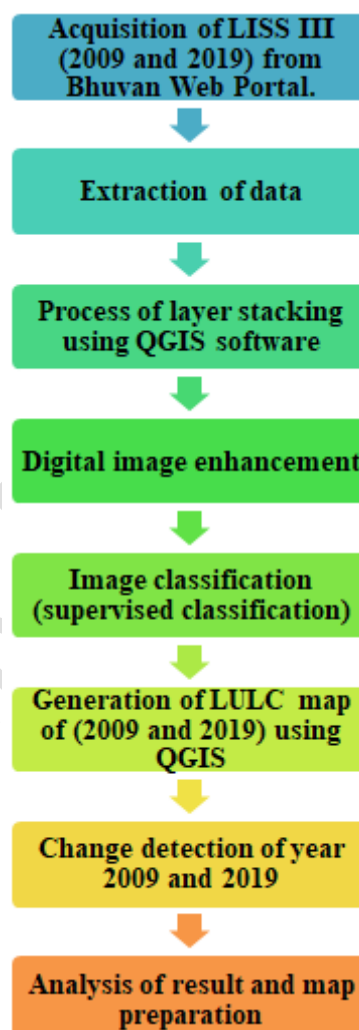 Acquisition of LISS III
(2009 and 2019) from
Bhuvan Web Portal.
Extraction of data
Process of layer stacking
using QGIS software
Digital image enhancement
Image classification
(supervised classification)
Generation of LULC map
of (2009 and 2019) using
QGIS
Change detection of year
2009 and 2019
Analysis of result and map
preparation